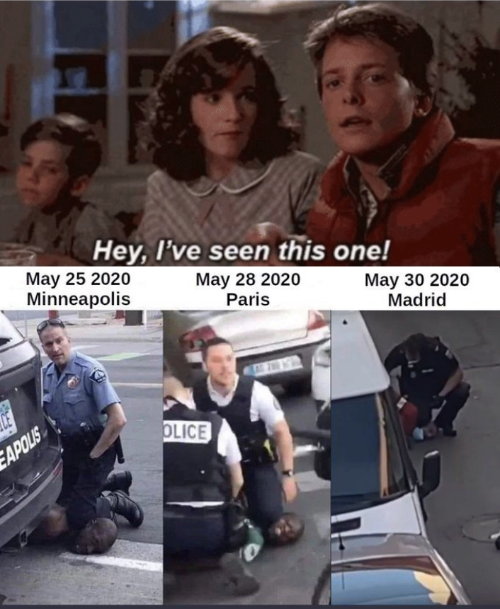 Hey, I've seen this one!
May 25 2020
Minneapolis
May 28 2020
Paris
May 30 2020
Madrid
ICE
EAPOLIS
OLICE